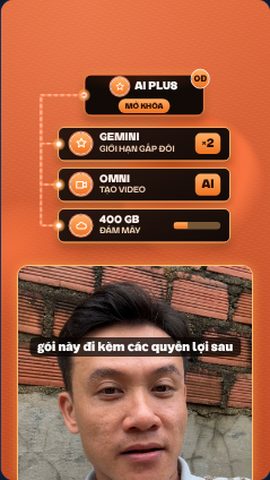 AI PLUS
0Đ
MỞ KHÓA
GEMINI
GIỚI HẠN GẤP ĐÔI
×2
OMNI
TẠO VIDEO
AI
400 GB
ĐÁM MÂY
gói này đi kèm các quyền lợi sau